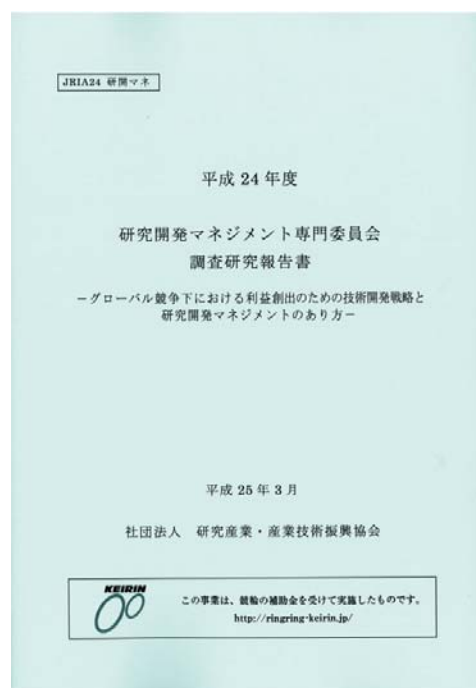 JRIA24 研開マネ
平成 24 年度
研究開発マネジメント専門委員会
調査研究報告書
－グローバル競争下における利益創出のための技術開発戦略と
研究開発マネジメントのあり方－
平成 25 年 3 月
社団法人　研究産業・産業技術振興協会
KEIRIN
この事業は、競輪の補助金を受けて実施したものです。
http://ringring-keirin.jp/